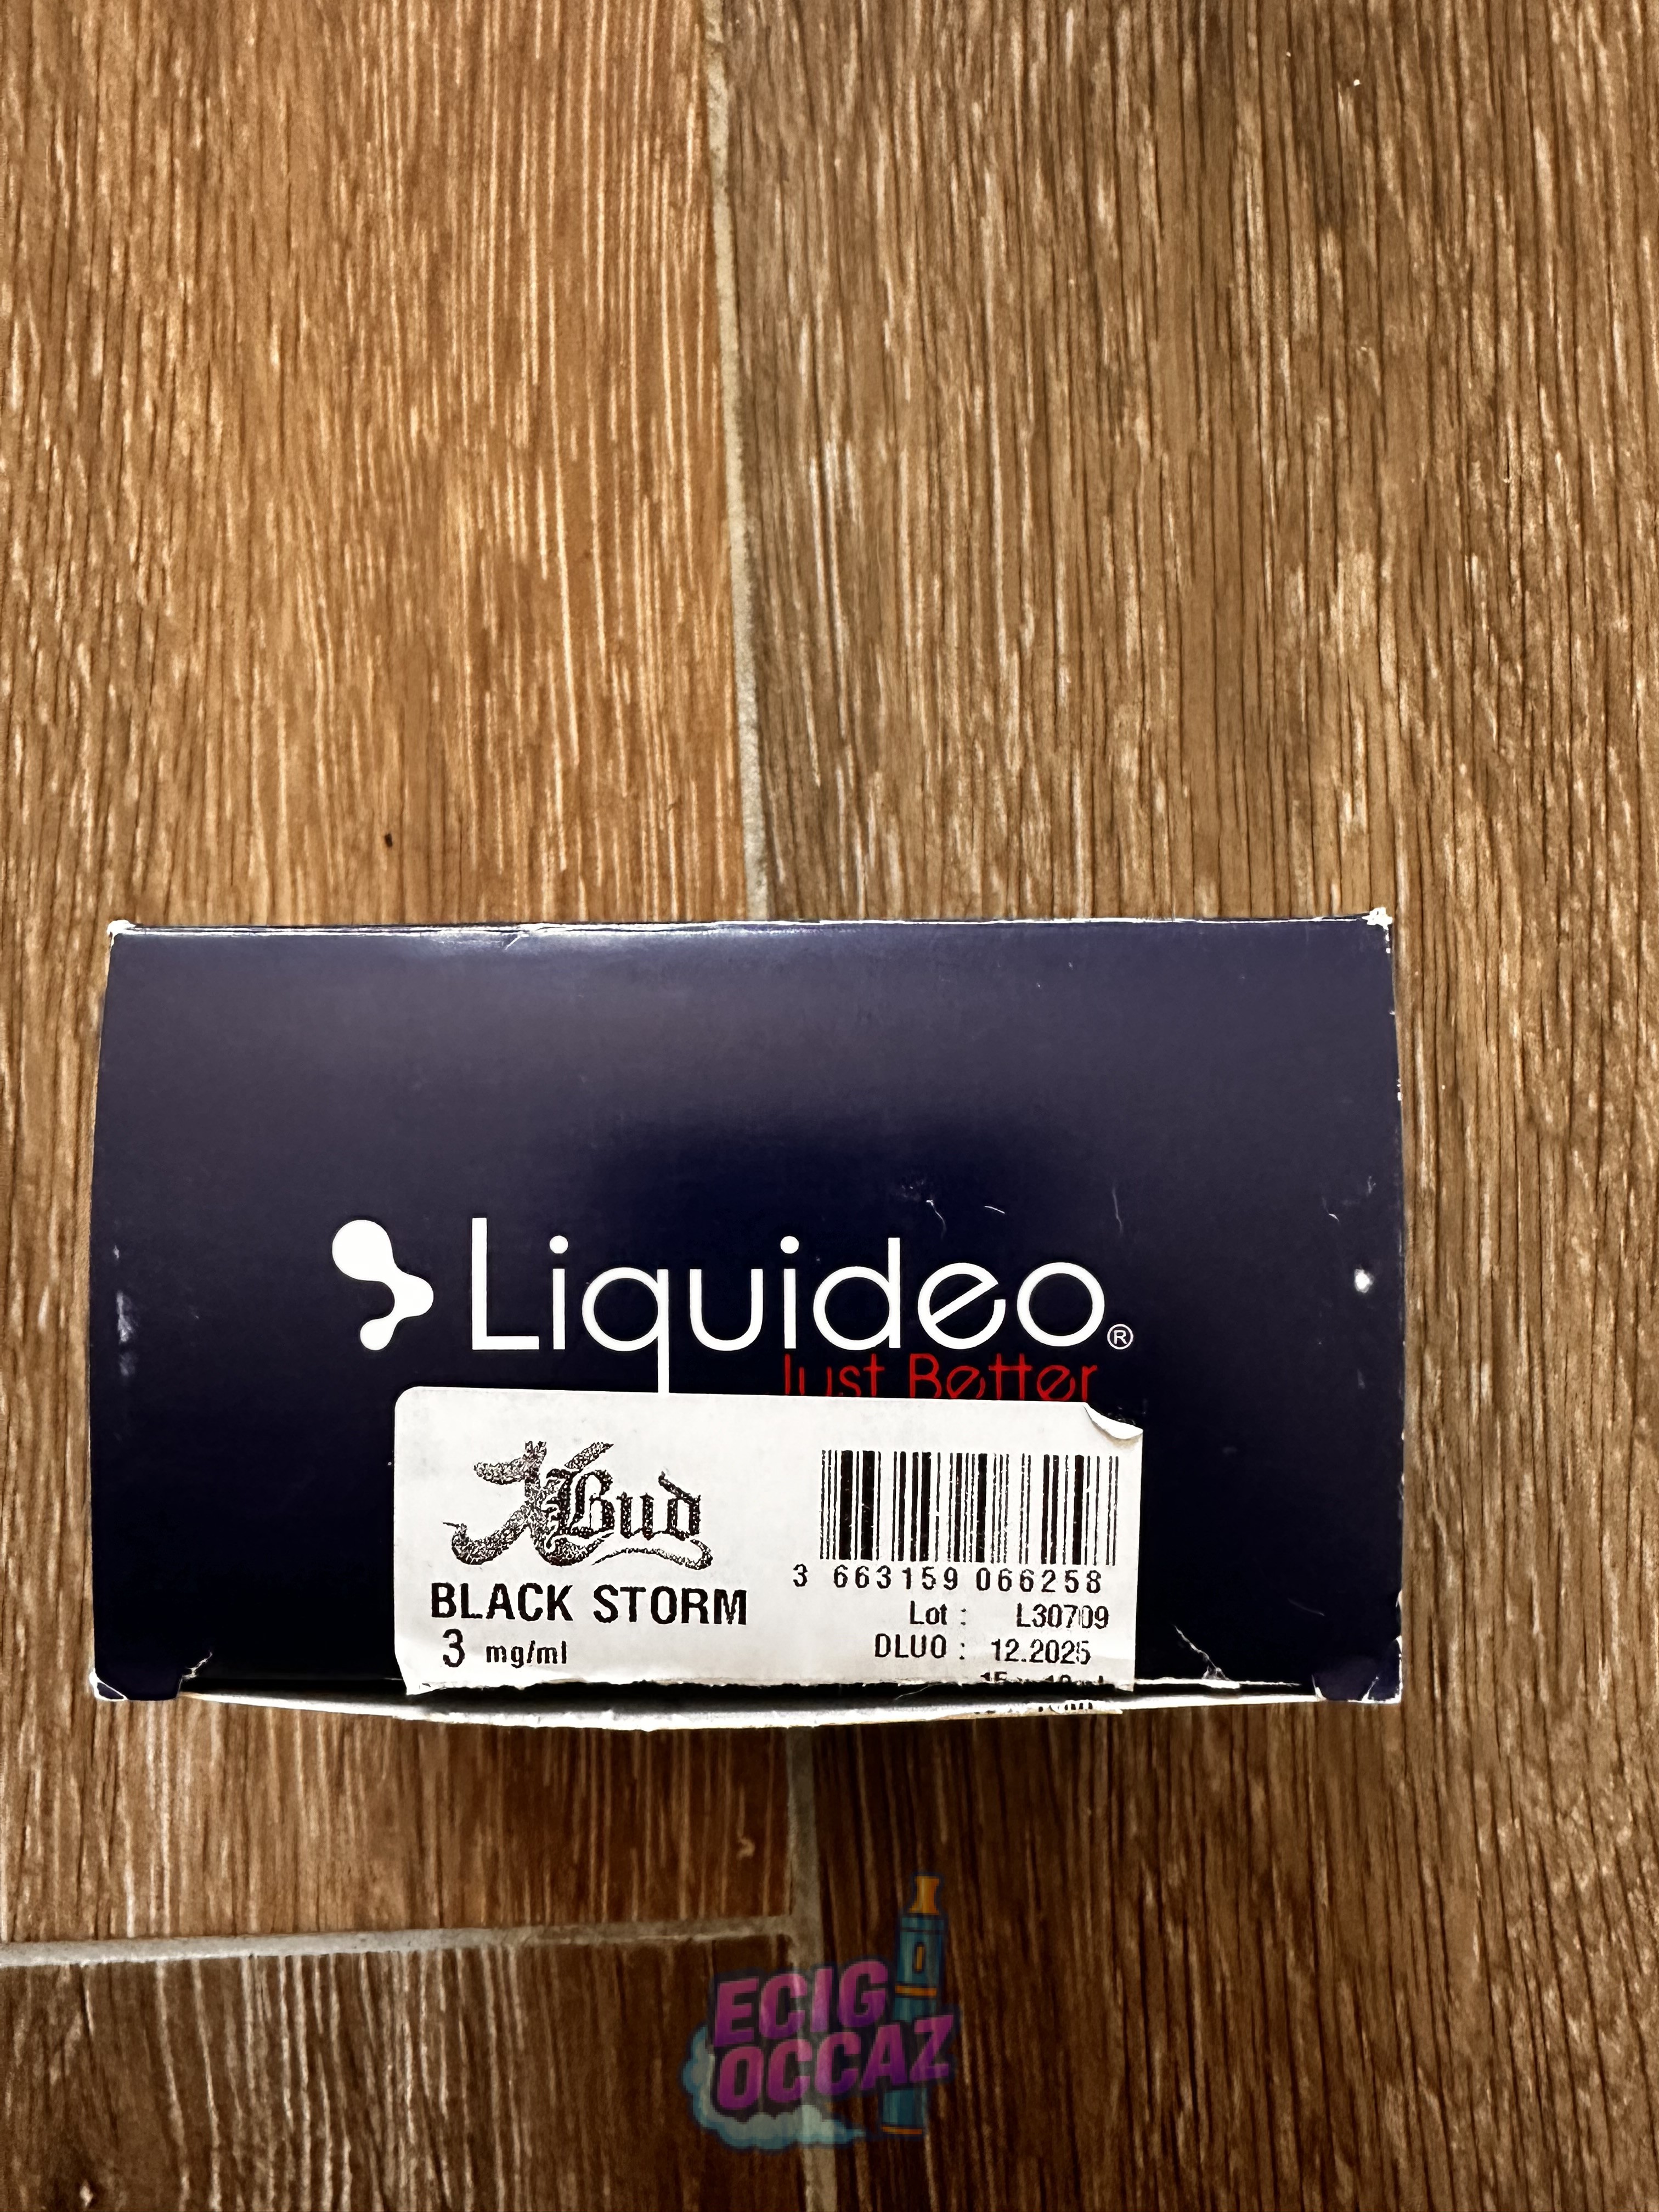 Liquideo®
Just Better
XBud
BLACK STORM
3 mg/ml
3 663159 066258
Lot : L30709
DLUO : 12.2025
ECIG
OCCAZ